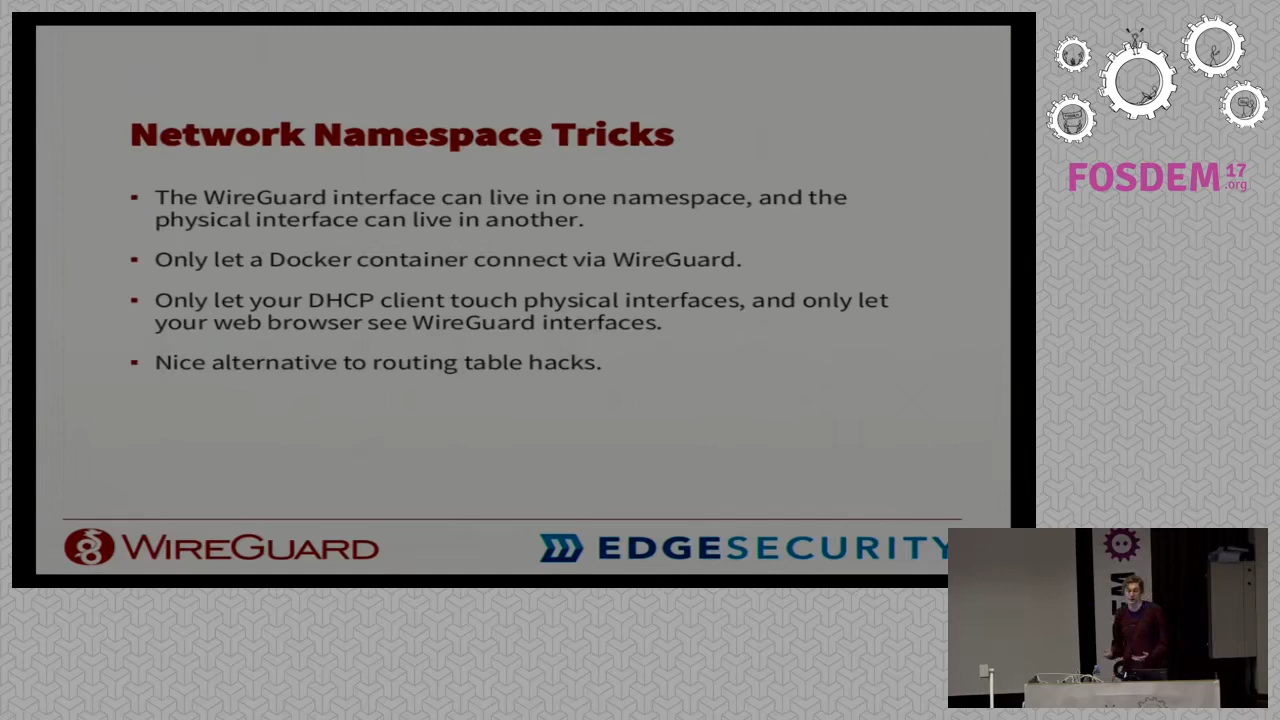 Network Namespace Tricks
▪ The WireGuard interface can live in one namespace, and the
physical interface can live in another.
▪ Only let a Docker container connect via WireGuard.
▪ Only let your DHCP client touch physical interfaces, and only let
your web browser see WireGuard interfaces.
▪ Nice alternative to routing table hacks.
WIREGUARD
EDGESECURITY
FOSDEM 17
.org